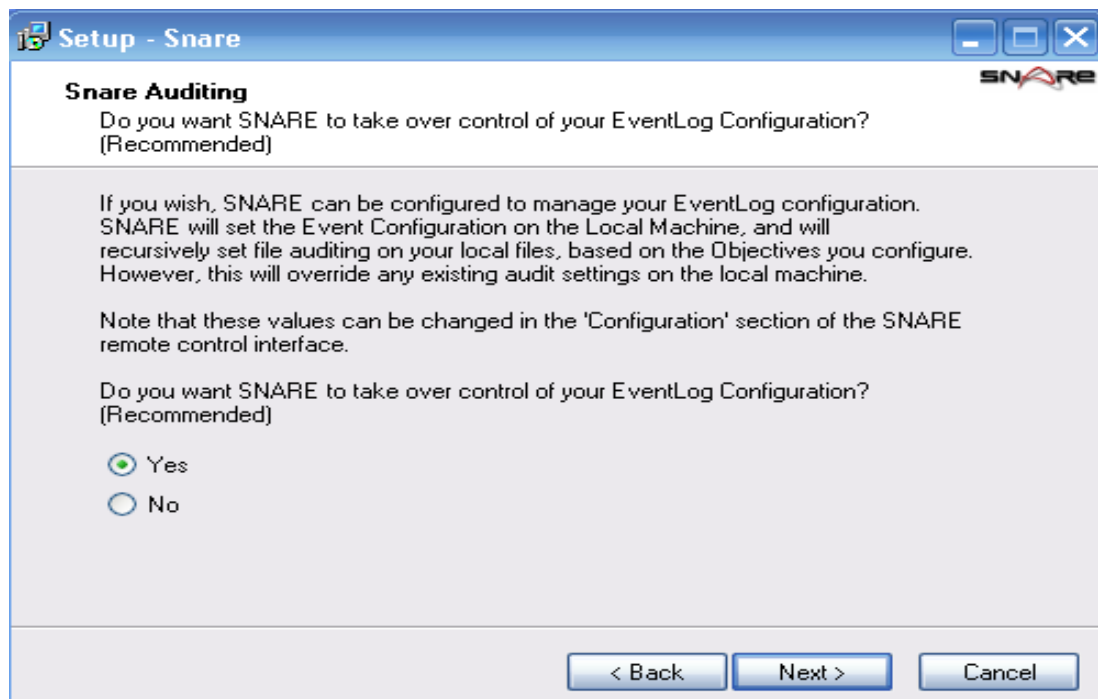 Setup - Snare
SNARE
Snare Auditing
Do you want SNARE to take over control of your EventLog Configuration?
(Recommended)
If you wish, SNARE can be configured to manage your EventLog configuration.
SNARE will set the Event Configuration on the Local Machine, and will
recursively set file auditing on your local files, based on the Objectives you configure.
However, this will override any existing audit settings on the local machine.
Note that these values can be changed in the 'Configuration' section of the SNARE
remote control interface.
Do you want SNARE to take over control of your EventLog Configuration?
(Recommended)
Yes
No
< Back Next > Cancel